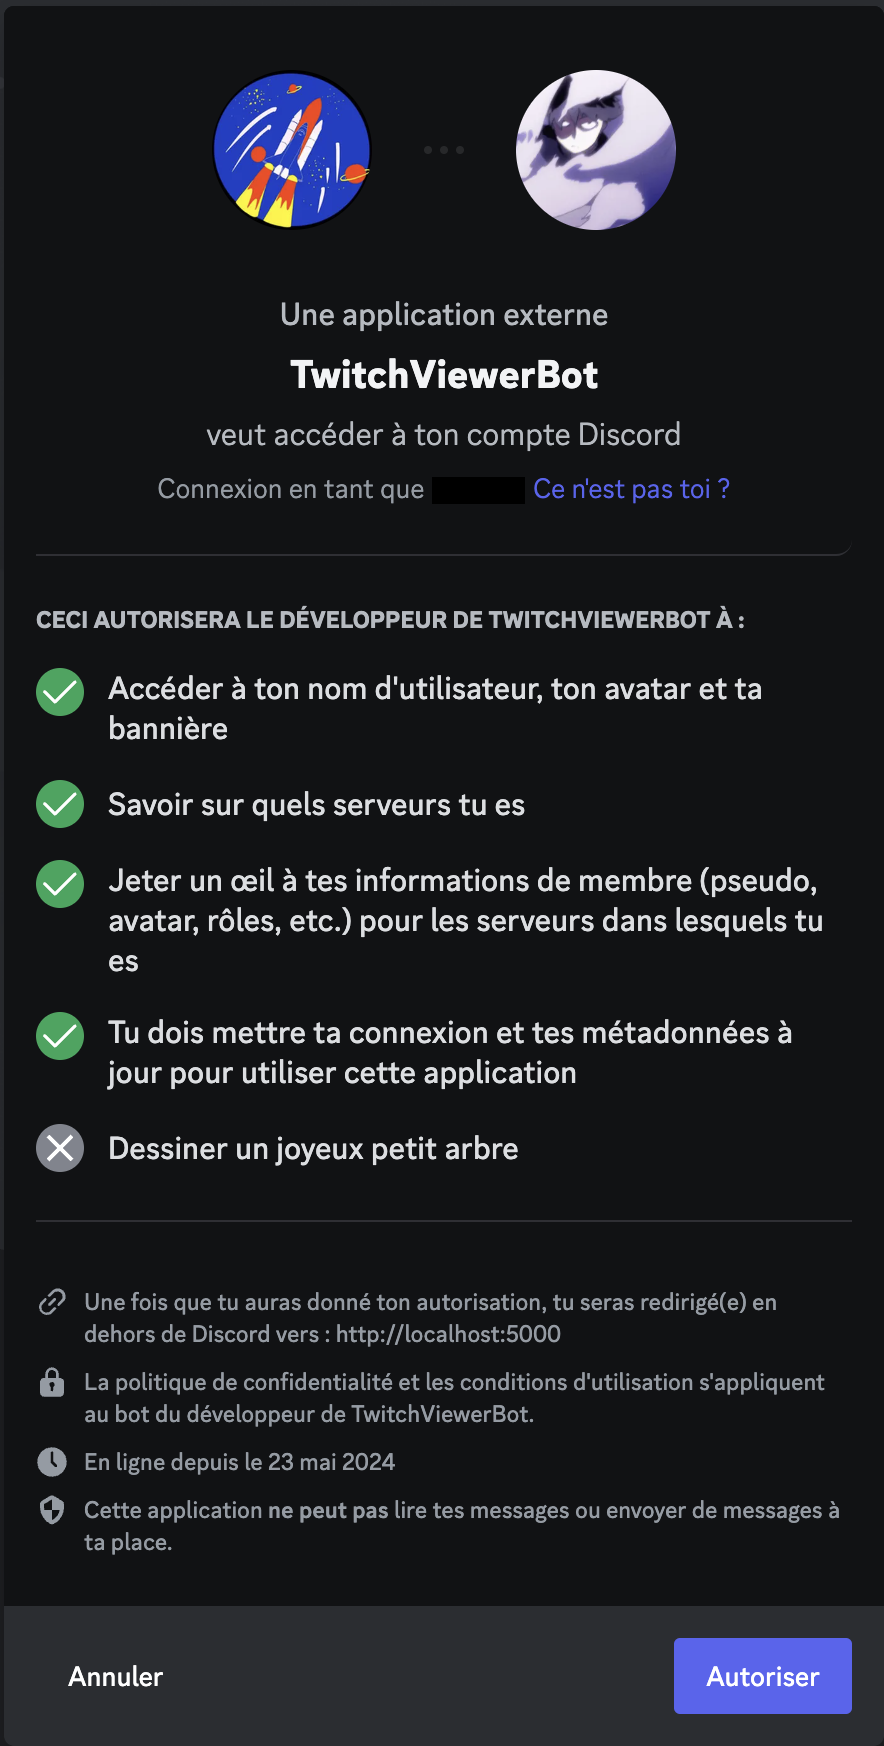 Une application externe
TwitchViewerBot
veut accéder à ton compte Discord
Connexion en tant que Ce n'est pas toi ?
CECI AUTORISERA LE DÉVELOPPEUR DE TWITCHVIEWERBOT À :
Accéder à ton nom d'utilisateur, ton avatar et ta
bannière
Savoir sur quels serveurs tu es
Jeter un œil à tes informations de membre (pseudo,
avatar, rôles, etc.) pour les serveurs dans lesquels tu
es
Tu dois mettre ta connexion et tes métadonnées à
jour pour utiliser cette application
Dessiner un joyeux petit arbre
Une fois que tu auras donné ton autorisation, tu seras redirigé(e) en
dehors de Discord vers : http://localhost:5000
La politique de confidentialité et les conditions d'utilisation s'appliquent
au bot du développeur de TwitchViewerBot.
En ligne depuis le 23 mai 2024
Cette application ne peut pas lire tes messages ou envoyer de messages à
ta place.
Annuler
Autoriser